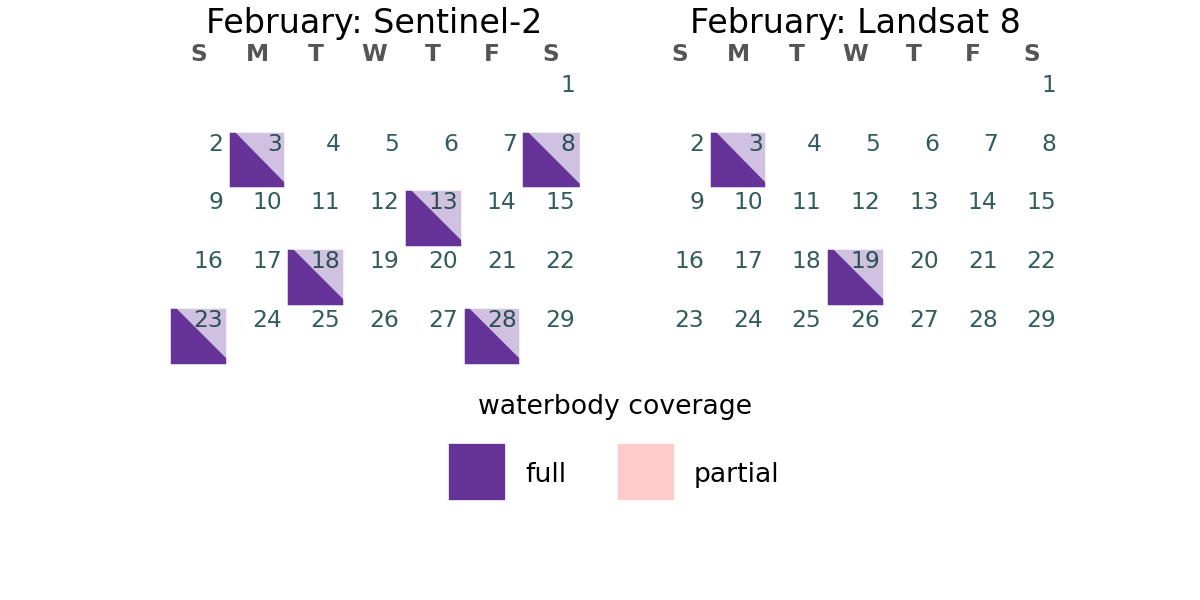 February: Sentinel-2
S M T W T F S
1
2 3 4 5 6 7 8
9 10 11 12 13 14 15
16 17 18 19 20 21 22
23 24 25 26 27 28 29
February: Landsat 8
S M T W T F S
1
2 3 4 5 6 7 8
9 10 11 12 13 14 15
16 17 18 19 20 21 22
23 24 25 26 27 28 29
waterbody coverage
full partial